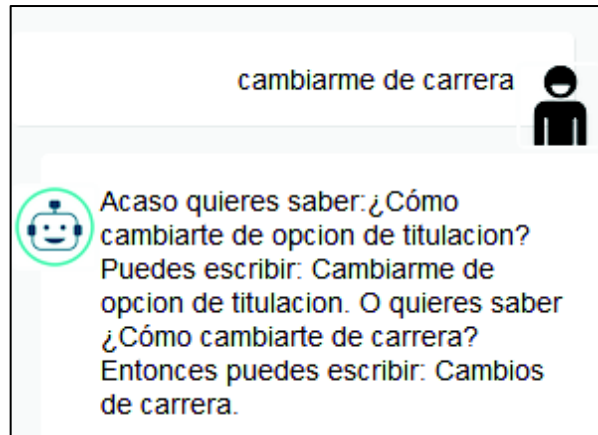 cambiarme de carrera
Acaso quieres saber:¿Cómo
cambiarte de opcion de titulacion?
Puedes escribir: Cambiarme de
opcion de titulacion. O quieres saber
¿Cómo cambiarte de carrera?
Entonces puedes escribir: Cambios
de carrera.